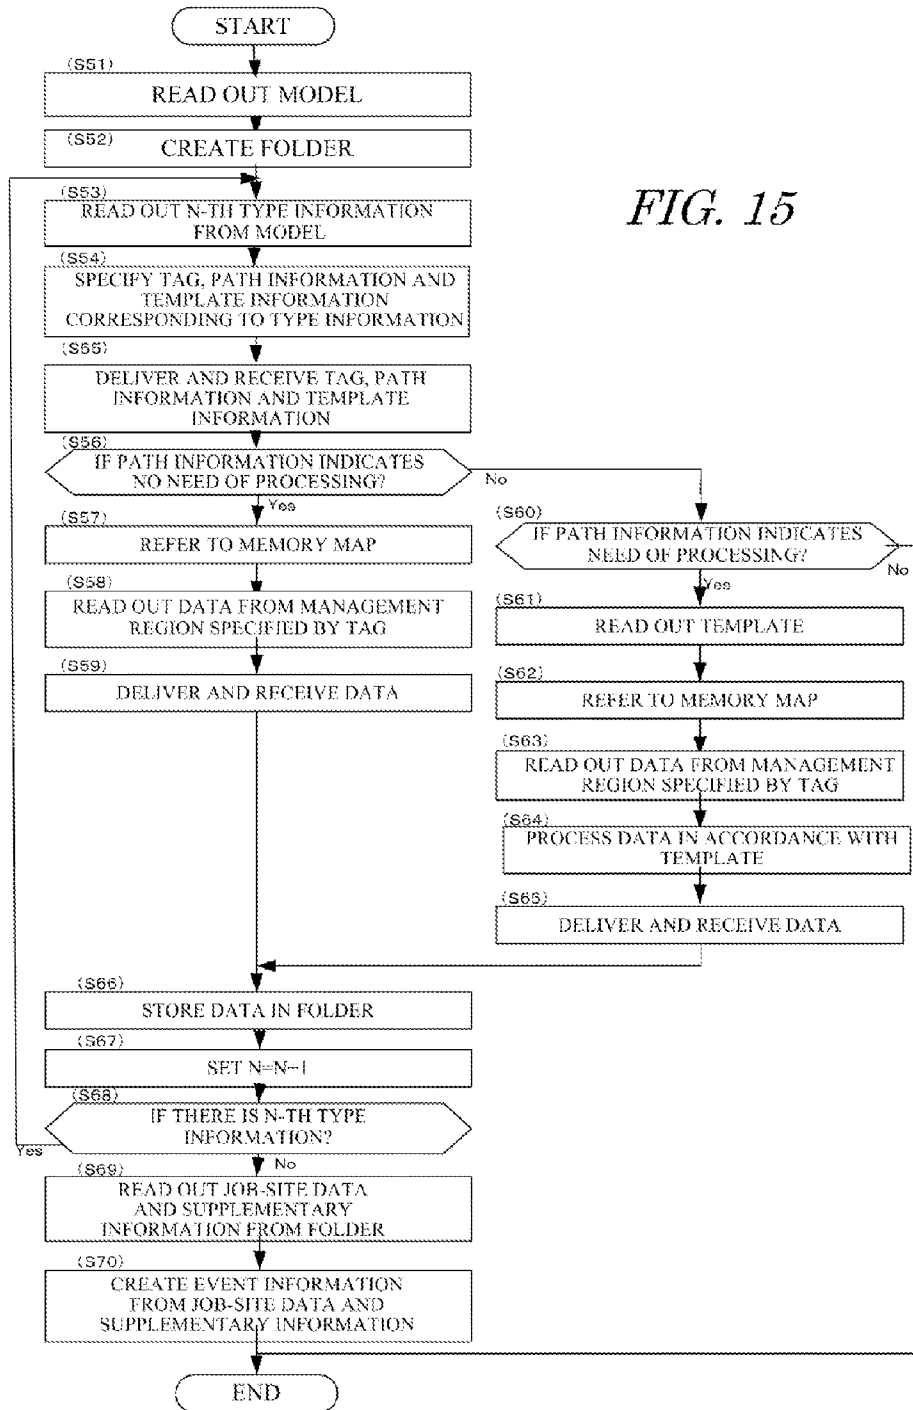 START
(S51)
READ OUT MODEL
(S52)
CREATE FOLDER
(S53)
READ OUT N-TH TYPE INFORMATION
FROM MODEL
FIG. 15
(S54)
SPECIFY TAG, PATH INFORMATION AND
TEMPLATE INFORMATION
CORRESPONDING TO TYPE INFORMATION
(S55)
DELIVER AND RECEIVE TAG, PATH
INFORMATION AND TEMPLATE
INFORMATION
(S56)
IF PATH INFORMATION INDICATES
NO NEED OF PROCESSING?
No
Yes
(S57)
REFER TO MEMORY MAP
(S58)
READ OUT DATA FROM MANAGEMENT
REGION SPECIFIED BY TAG
(S59)
DELIVER AND RECEIVE DATA
(S60)
IF PATH INFORMATION INDICATES
NEED OF PROCESSING?
No
Yes
(S61)
READ OUT TEMPLATE
(S62)
REFER TO MEMORY MAP
(S63)
READ OUT DATA FROM MANAGEMENT
REGION SPECIFIED BY TAG
(S64)
PROCESS DATA IN ACCORDANCE WITH
TEMPLATE
(S65)
DELIVER AND RECEIVE DATA
(S66)
STORE DATA IN FOLDER
(S67)
SET N=N-1
(S68)
IF THERE IS N-TH TYPE
INFORMATION?
Yes
No
(S69)
READ OUT JOB-SITE DATA
AND SUPPLEMENTARY
INFORMATION FROM FOLDER
(S70)
CREATE EVENT INFORMATION
FROM JOB-SITE DATA AND
SUPPLEMENTARY INFORMATION
END